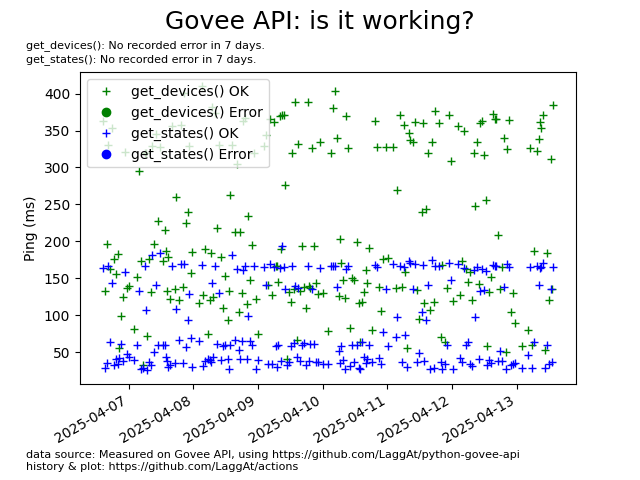 Govee API: is it working?
get_devices(): No recorded error in 7 days.
get_states(): No recorded error in 7 days.
get_devices() OK
get_devices() Error
get_states() OK
get_states() Error
Ping (ms)
400
350
300
250
200
150
100
50
2025-04-07
2025-04-08
2025-04-09
2025-04-10
2025-04-11
2025-04-12
2025-04-13
data source: Measured on Govee API, using https://github.com/LaggAt/python-govee-api
history & plot: https://github.com/LaggAt/actions